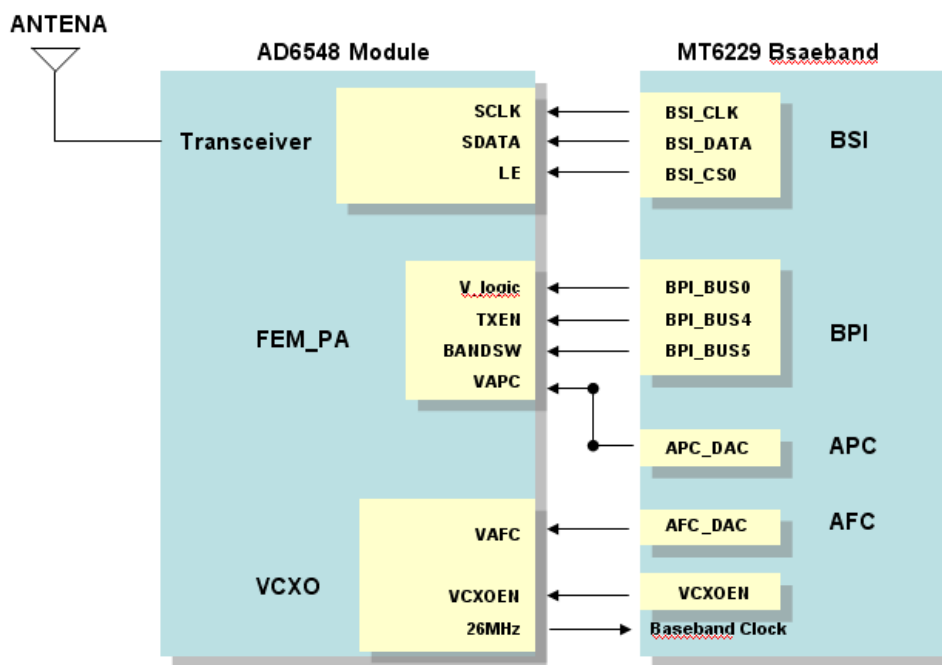 ANTENA
AD6548 Module
MT6229 Bsaeband
Transceiver
SCLK
SDATA
LE
BSI_CLK
BSI_DATA
BSI_CS0
BSI
FEM_PA
V_logic
TXEN
BANDSW
VAPC
BPI_BUS0
BPI_BUS4
BPI_BUS5
BPI
APC_DAC
APC
VCXO
VAFC
VCXOEN
26MHz
AFC_DAC
AFC
VCXOEN
Baseband Clock